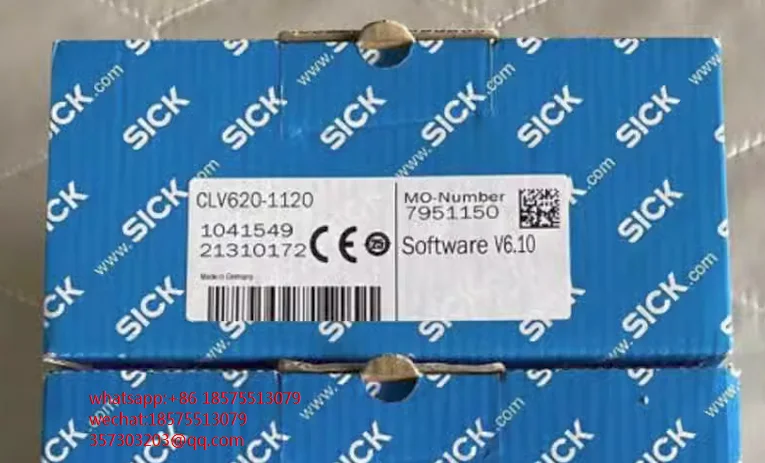 SICK
www.sick.com
CLV620-1120
1041549
21310172
CE
Made in Germany
MO-Number
7951150
Software V6.10
whatsapp:+86 18575513079
wechat:18575513079
357303203@qq.com